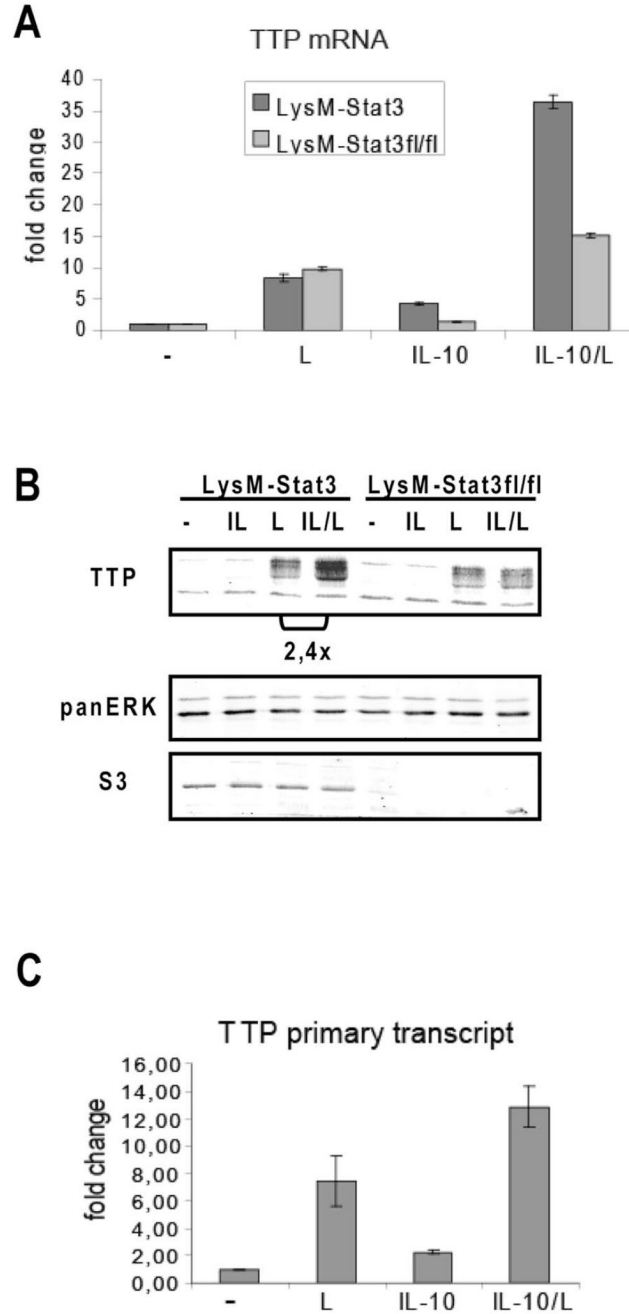 A
TTP mRNA
40
35
30
25
20
15
10
5
0
fold change
LysM-Stat3
LysM-Stat3fl/fl
- L IL-10 IL-10/L
B
LysM-Stat3 LysM-Stat3fl/fl
- IL L IL/L - IL L IL/L
TTP
2,4x
panERK
S3
C
TTP primary transcript
16,00
14,00
12,00
10,00
8,00
6,00
4,00
2,00
0,00
fold change
- L IL-10 IL-10/L